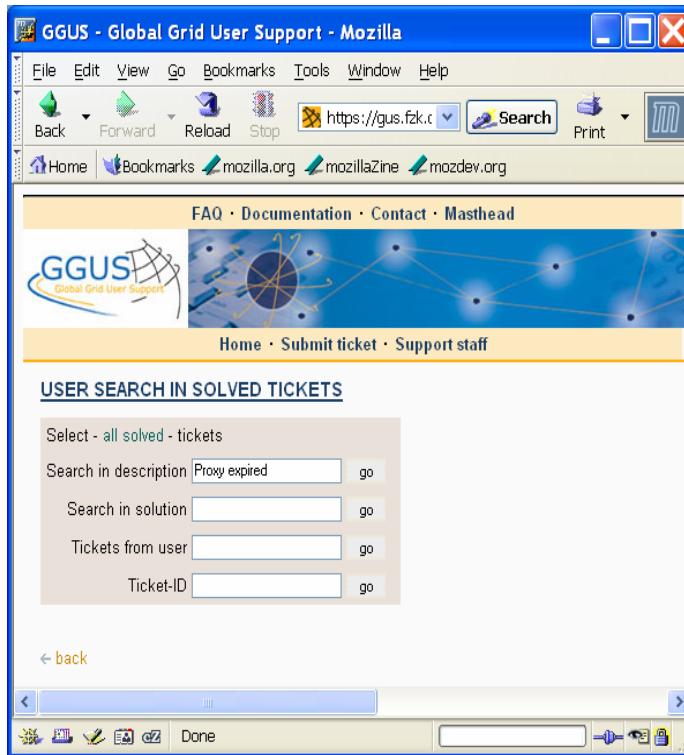 GGUS - Global Grid User Support - Mozilla
File Edit View Go Bookmarks Tools Window Help
Back Forward Reload Stop https://gus.fzk.c Search Print
Home Bookmarks mozilla.org mozillaZine mozdev.org
FAQ · Documentation · Contact · Masthead
GGUS
Global Grid User Support
Home · Submit ticket · Support staff
USER SEARCH IN SOLVED TICKETS
Select - all solved - tickets
Search in description Proxy expired go
Search in solution go
Tickets from user go
Ticket-ID go
← back
Done